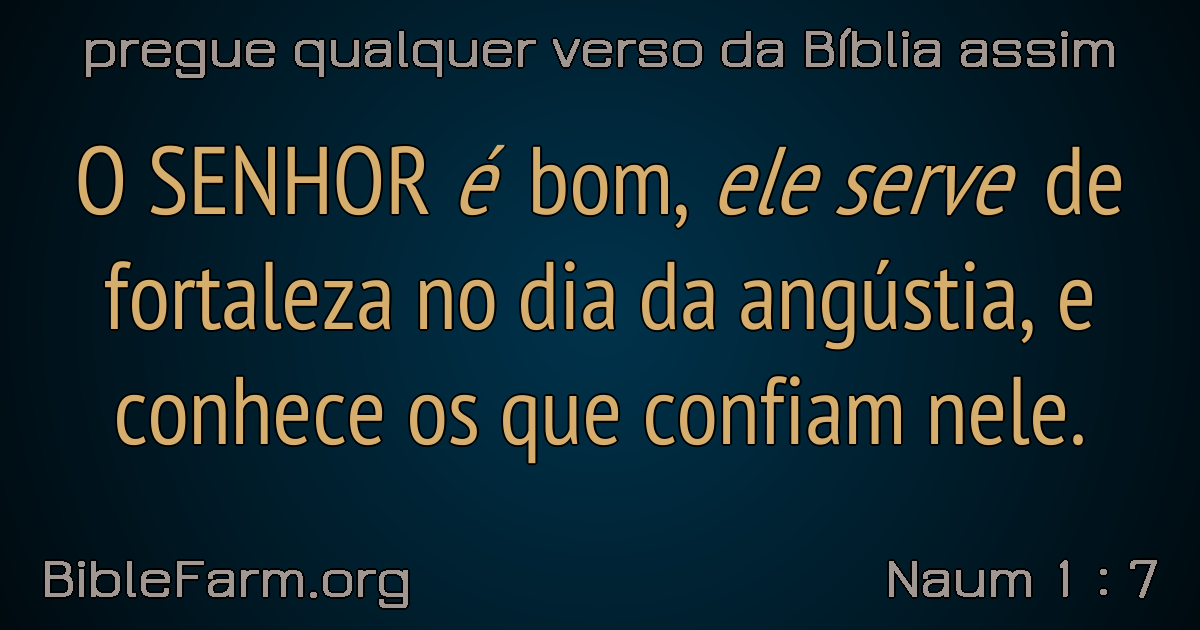 pregue qualquer verso da Bíblia assim
O SENHOR é bom, ele serve de
fortaleza no dia da angústia, e
conhece os que confiam nele.
BibleFarm.org
Naum 1 : 7